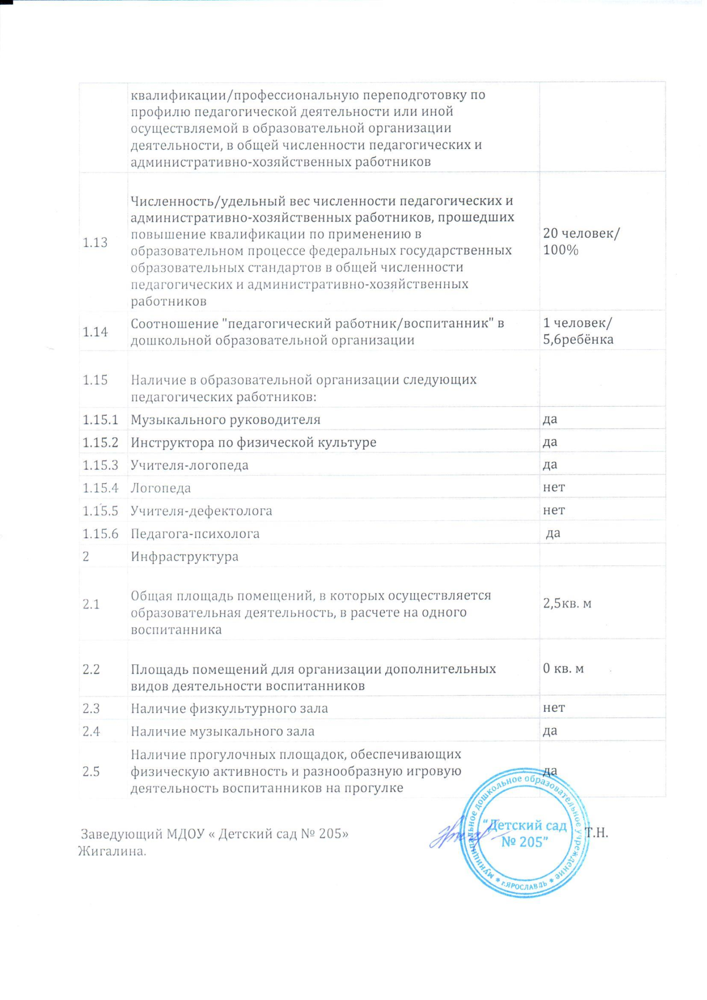 квалификации/профессиональную переподготовку по
профилю педагогической деятельности или иной
осуществляемой в образовательной организации
деятельности, в общей численности педагогических и
административно-хозяйственных работников
1.13
Численность/удельный вес численности педагогических и
административно-хозяйственных работников, прошедших
повышение квалификации по применению в
образовательном процессе федеральных государственных
образовательных стандартов в общей численности
педагогических и административно-хозяйственных
работников
20 человек/
100%
1.14
Соотношение "педагогический работник/воспитанник" в
дошкольной образовательной организации
1 человек/
5,6ребёнка
1.15
Наличие в образовательной организации следующих
педагогических работников:
1.15.1 Музыкального руководителя да
1.15.2 Инструктора по физической культуре да
1.15.3 Учителя-логопеда да
1.15.4 Логопеда нет
1.15.5 Учителя-дефектолога нет
1.15.6 Педагога-психолога да
2 Инфраструктура
2.1
Общая площадь помещений, в которых осуществляется
образовательная деятельность, в расчете на одного
воспитанника
2,5кв. м
2.2
Площадь помещений для организации дополнительных
видов деятельности воспитанников
0 кв. м
2.3 Наличие физкультурного зала нет
2.4 Наличие музыкального зала да
2.5
Наличие прогулочных площадок, обеспечивающих
физическую активность и разнообразную игровую
деятельность воспитанников на прогулке
да
Заведующий МДОУ « Детский сад № 205» Т.Н.
Жигалина.
муниципальное дошкольное образовательное учреждение
"Детский сад
№ 205"
* г.ЯРОСЛАВЛЬ *